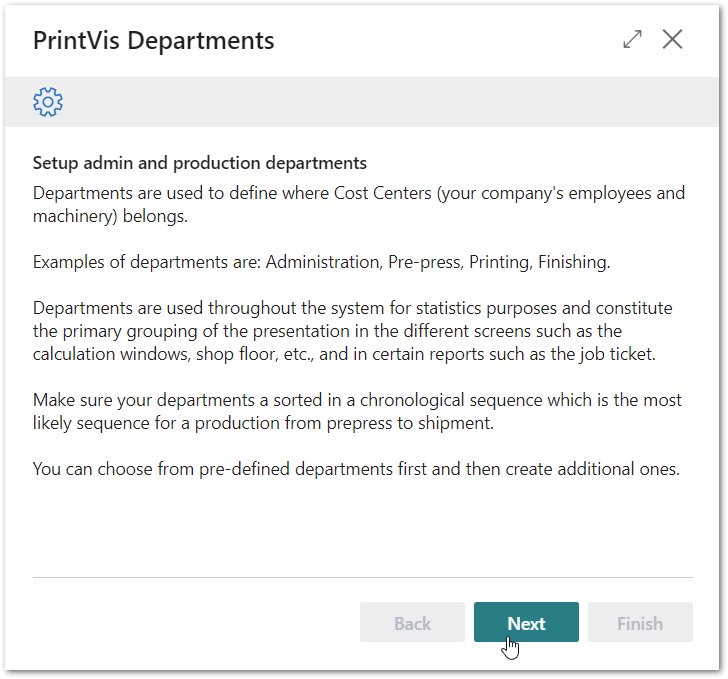 PrintVis Departments
Setup admin and production departments
Departments are used to define where Cost Centers (your company's employees and
machinery) belongs.
Examples of departments are: Administration, Pre-press, Printing, Finishing.
Departments are used throughout the system for statistics purposes and constitute
the primary grouping of the presentation in the different screens such as the
calculation windows, shop floor, etc., and in certain reports such as the job ticket.
Make sure your departments a sorted in a chronological sequence which is the most
likely sequence for a production from prepress to shipment.
You can choose from pre-defined departments first and then create additional ones.
Back Next Finish